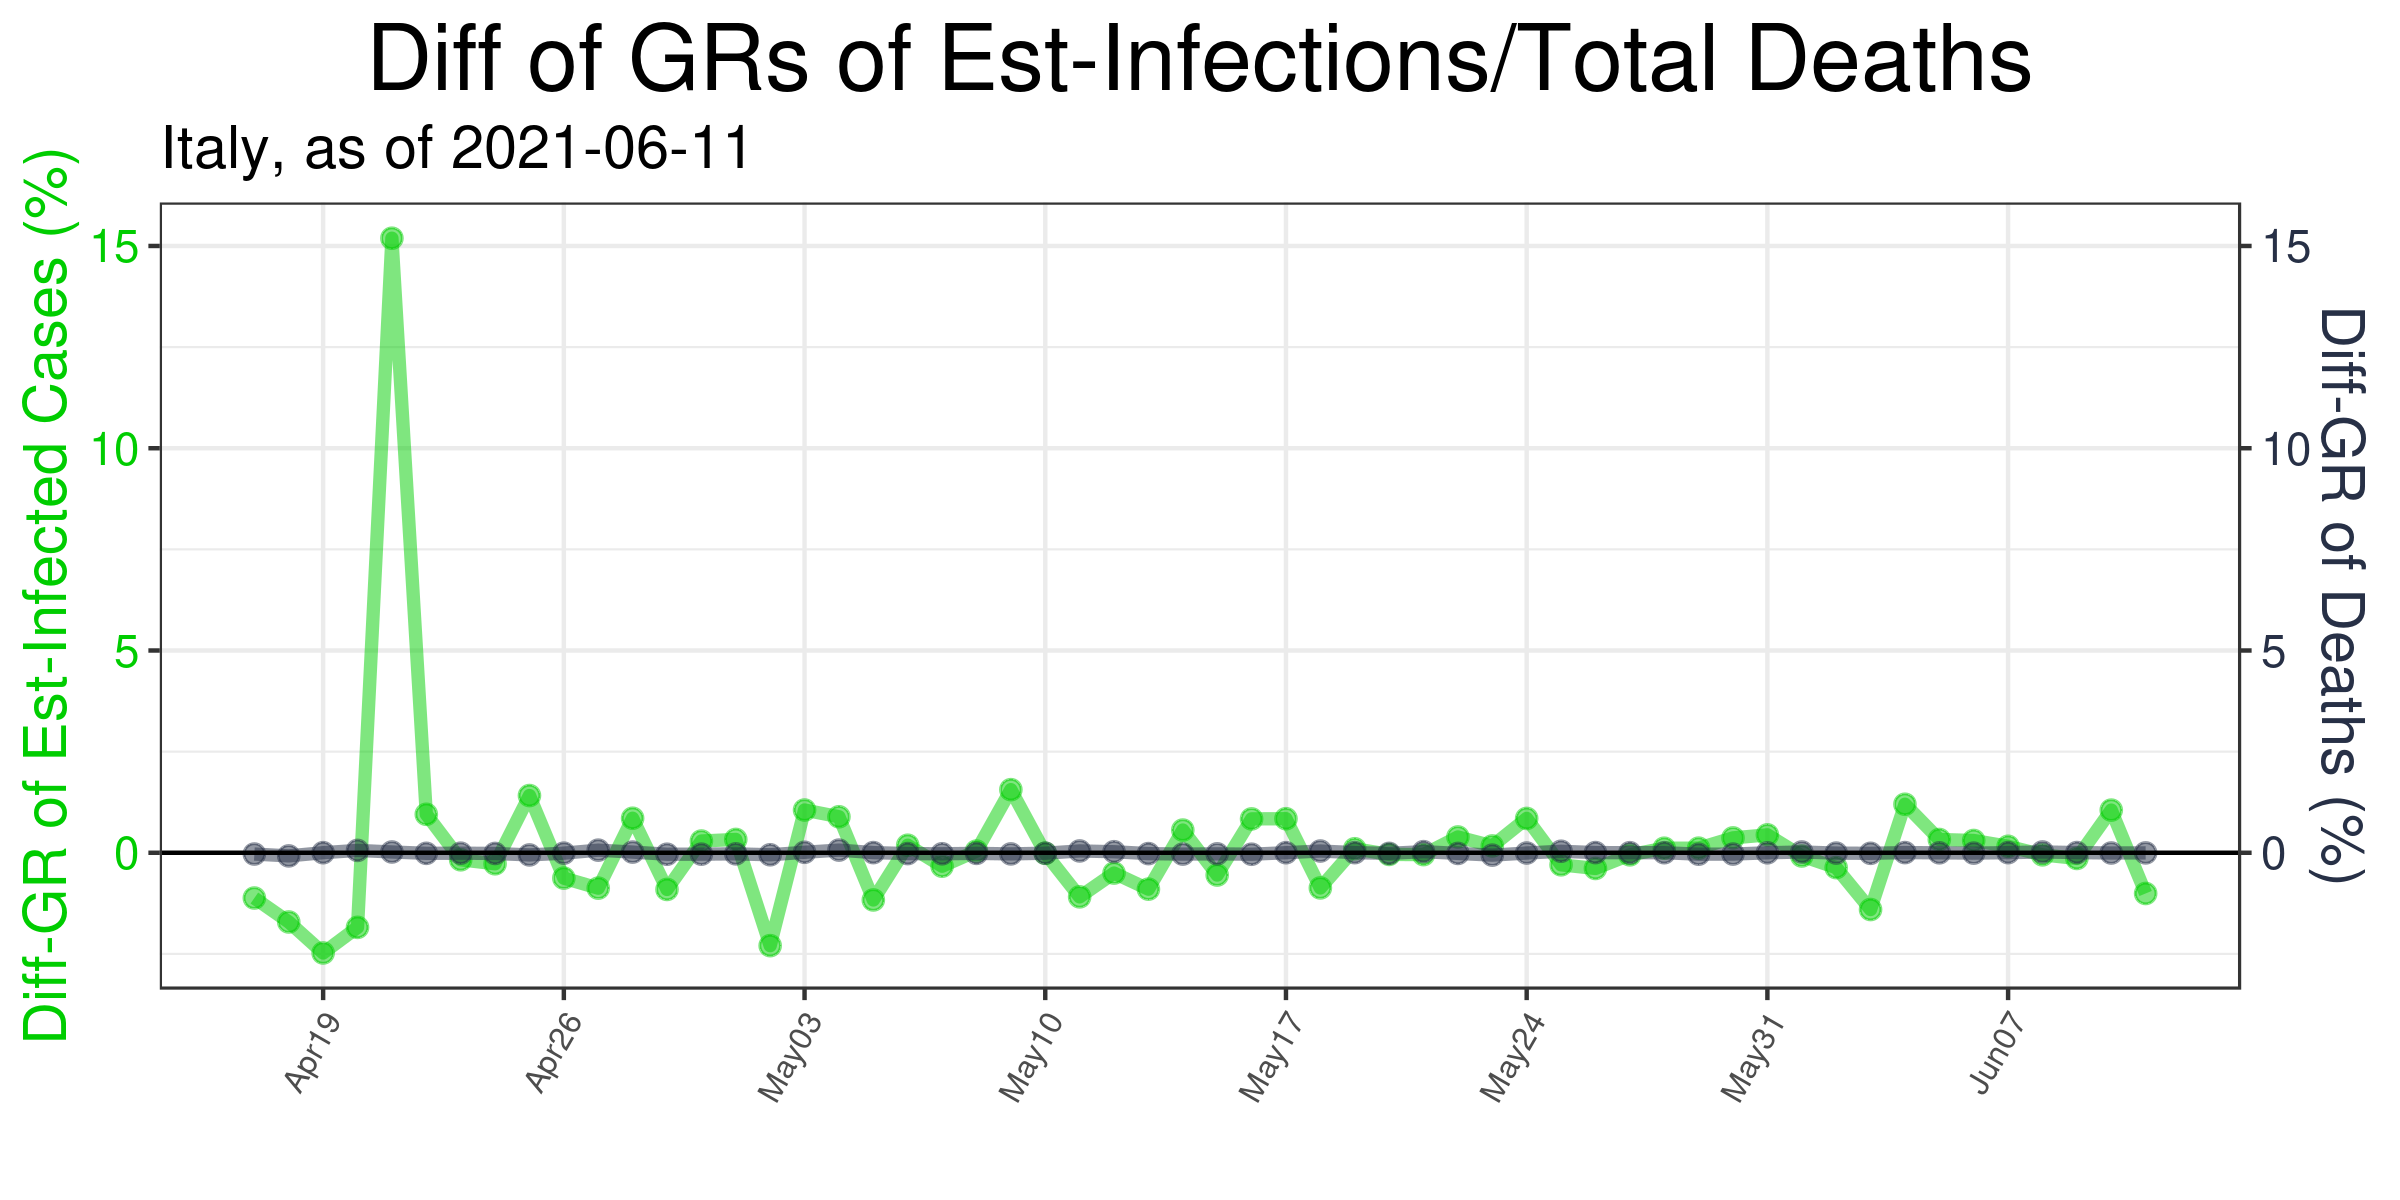 Diff of GRs of Est-Infections/Total Deaths
Italy, as of 2021-06-11
Diff-GR of Est-Infected Cases (%)
15
10
5
0
15
10
5
0
Diff-GR of Deaths (%)
Apr19
Apr26
May03
May10
May17
May24
May31
Jun07